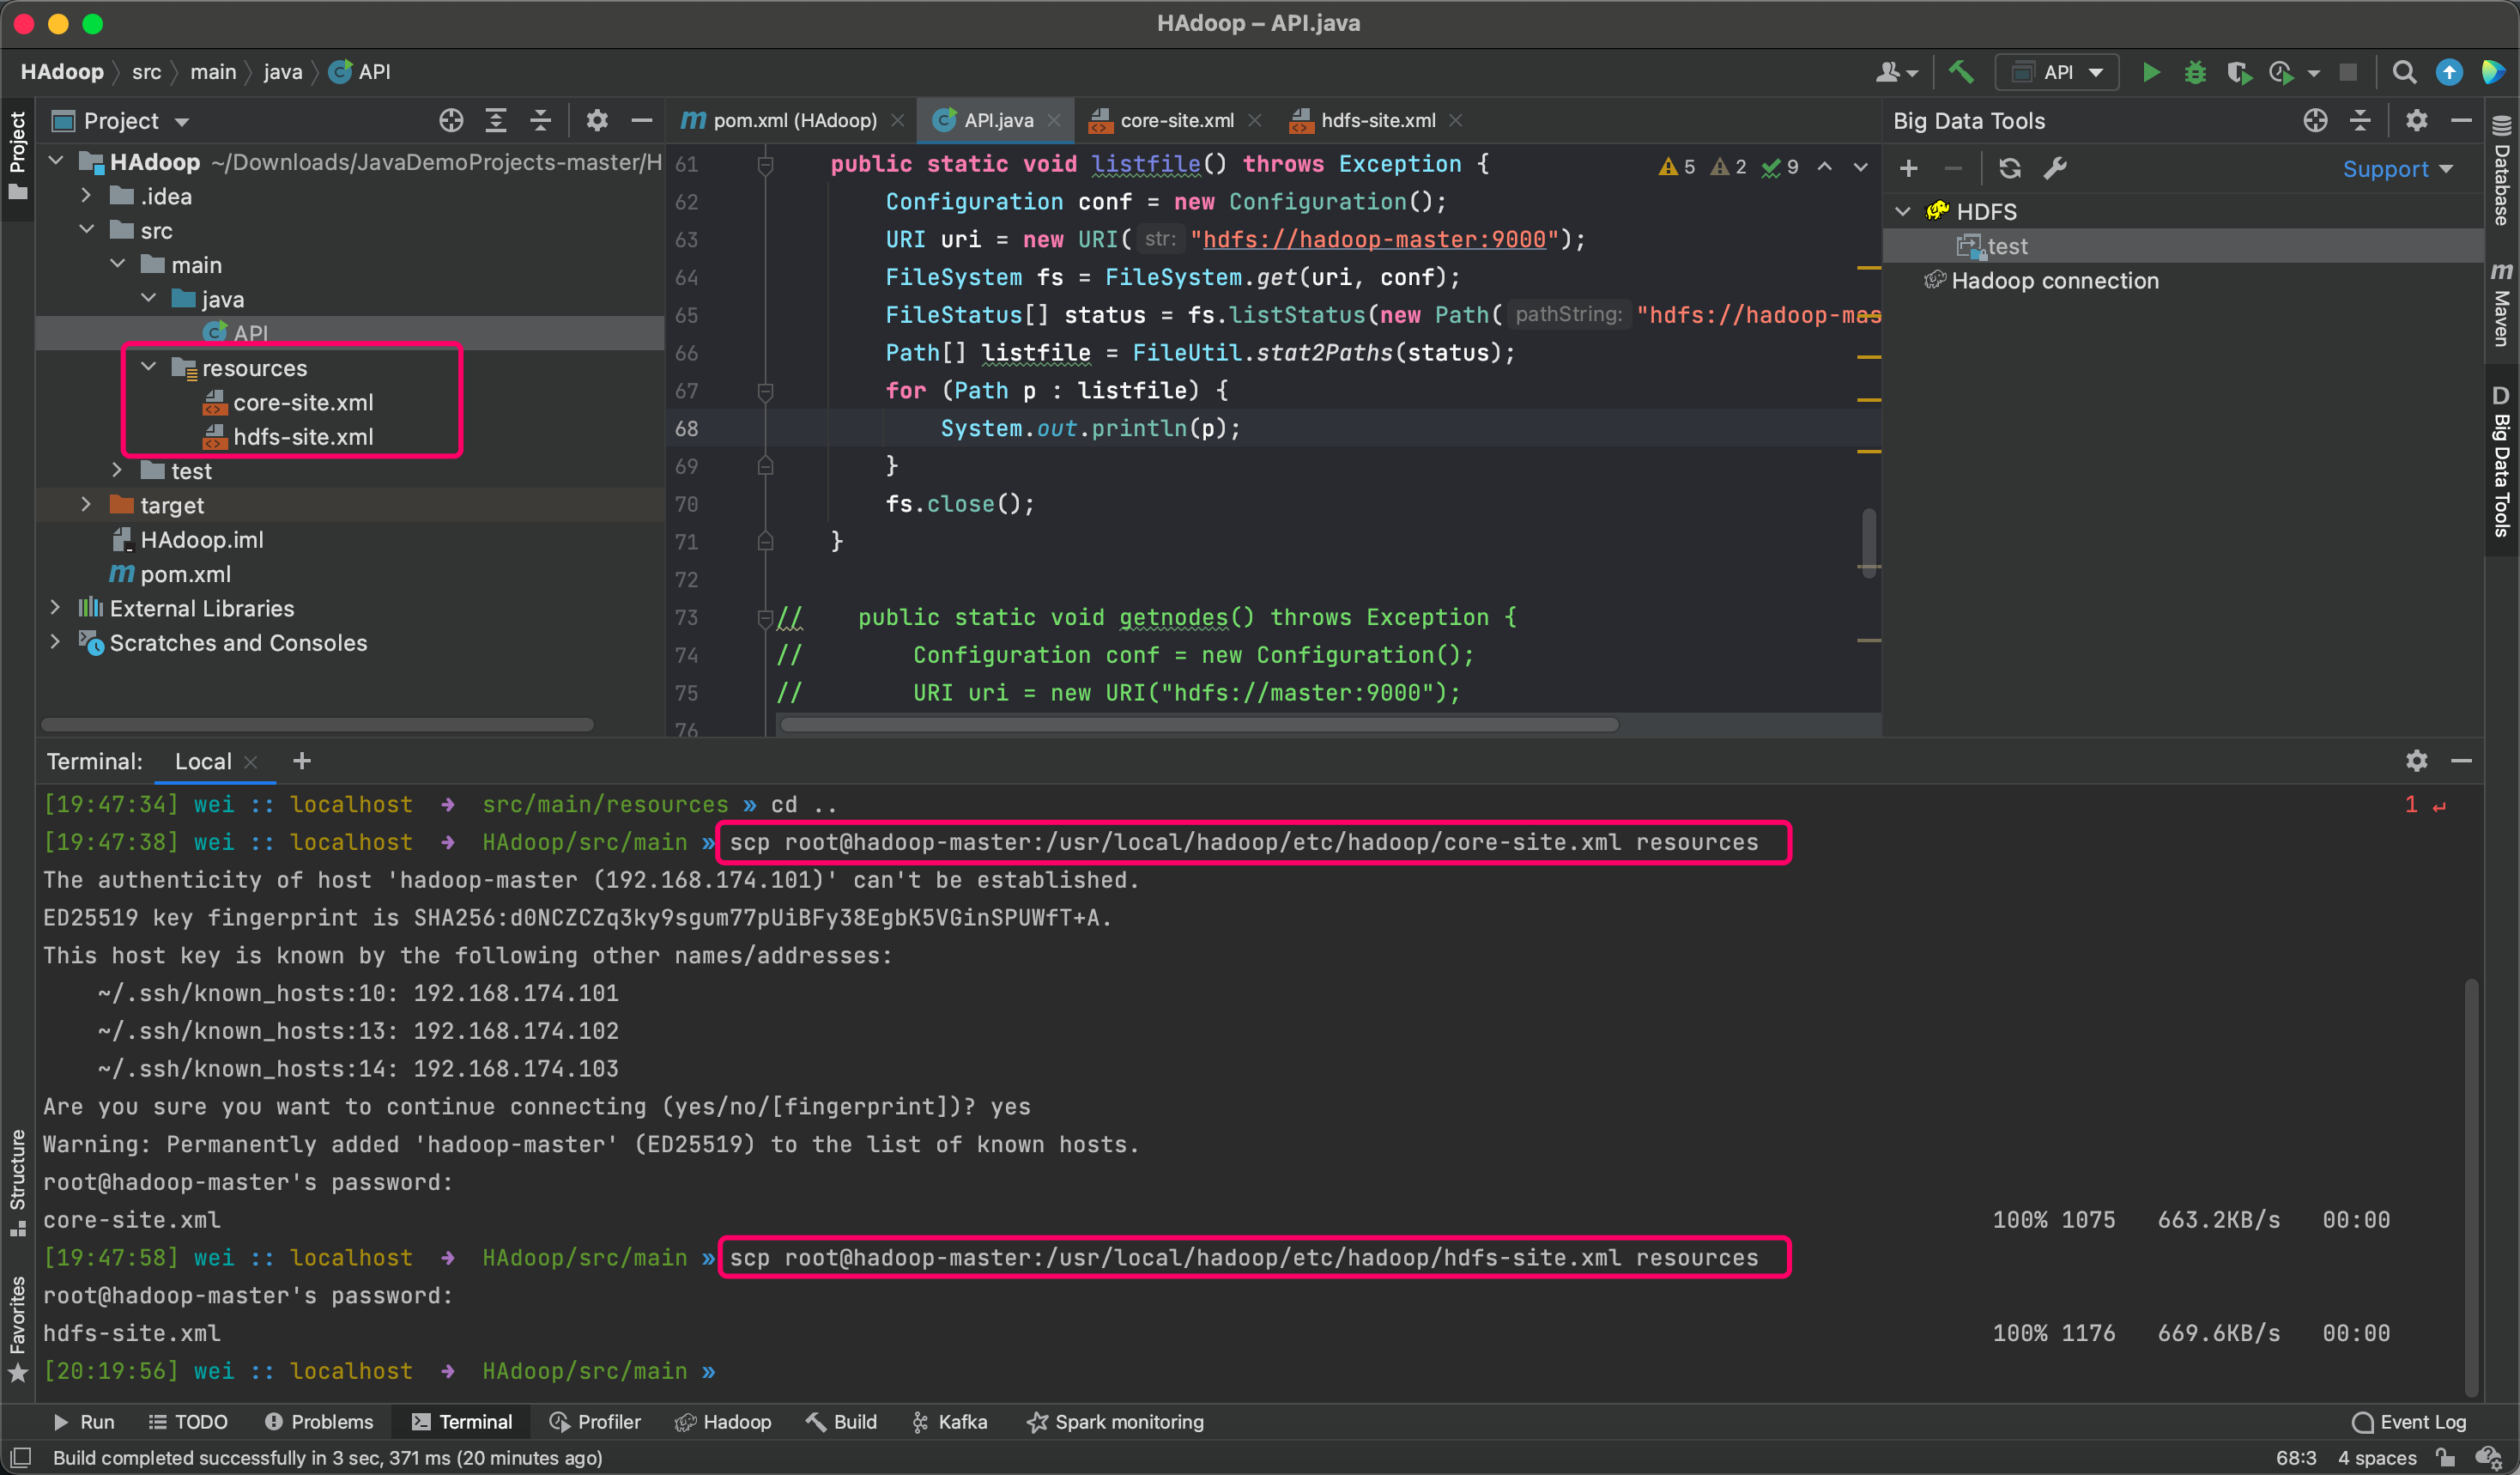 HAdoop – API.java
HAdoop src main java API
API
Project
pom.xml (HAdoop) API.java core-site.xml hdfs-site.xml
Big Data Tools
Support
HAdoop ~/Downloads/JavaDemoProjects-master/H
.idea
src
main
java
API
resources
core-site.xml
hdfs-site.xml
test
target
HAdoop.iml
pom.xml
External Libraries
Scratches and Consoles
5 2 9
61 public static void listfile() throws Exception {
62 Configuration conf = new Configuration();
63 URI uri = new URI( str: "hdfs://hadoop-master:9000");
64 FileSystem fs = FileSystem.get(uri, conf);
65 FileStatus[] status = fs.listStatus(new Path( pathString: "hdfs://hadoop-mas
66 Path[] listfile = FileUtil.stat2Paths(status);
67 for (Path p : listfile) {
68 System.out.println(p);
69 }
70 fs.close();
71 }
72
73 // public static void getnodes() throws Exception {
74 // Configuration conf = new Configuration();
75 // URI uri = new URI("hdfs://master:9000");
76
HDFS
test
Hadoop connection
Project
Structure
Favorites
Database
Maven
Big Data Tools
Terminal: Local
[19:47:34] wei :: localhost ➜ src/main/resources » cd .. 1 ↵
[19:47:38] wei :: localhost ➜ HAdoop/src/main » scp root@hadoop-master:/usr/local/hadoop/etc/hadoop/core-site.xml resources
The authenticity of host 'hadoop-master (192.168.174.101)' can't be established.
ED25519 key fingerprint is SHA256:d0NCZCZq3ky9sgum77pUiBFy38EgbK5VGinSPUWfT+A.
This host key is known by the following other names/addresses:
~/.ssh/known_hosts:10: 192.168.174.101
~/.ssh/known_hosts:13: 192.168.174.102
~/.ssh/known_hosts:14: 192.168.174.103
Are you sure you want to continue connecting (yes/no/[fingerprint])? yes
Warning: Permanently added 'hadoop-master' (ED25519) to the list of known hosts.
root@hadoop-master's password:
core-site.xml 100% 1075 663.2KB/s 00:00
[19:47:58] wei :: localhost ➜ HAdoop/src/main » scp root@hadoop-master:/usr/local/hadoop/etc/hadoop/hdfs-site.xml resources
root@hadoop-master's password:
hdfs-site.xml 100% 1176 669.6KB/s 00:00
[20:19:56] wei :: localhost ➜ HAdoop/src/main »
Run TODO Problems Terminal Profiler Hadoop Build Kafka Spark monitoring Event Log
Build completed successfully in 3 sec, 371 ms (20 minutes ago) 68:3 4 spaces